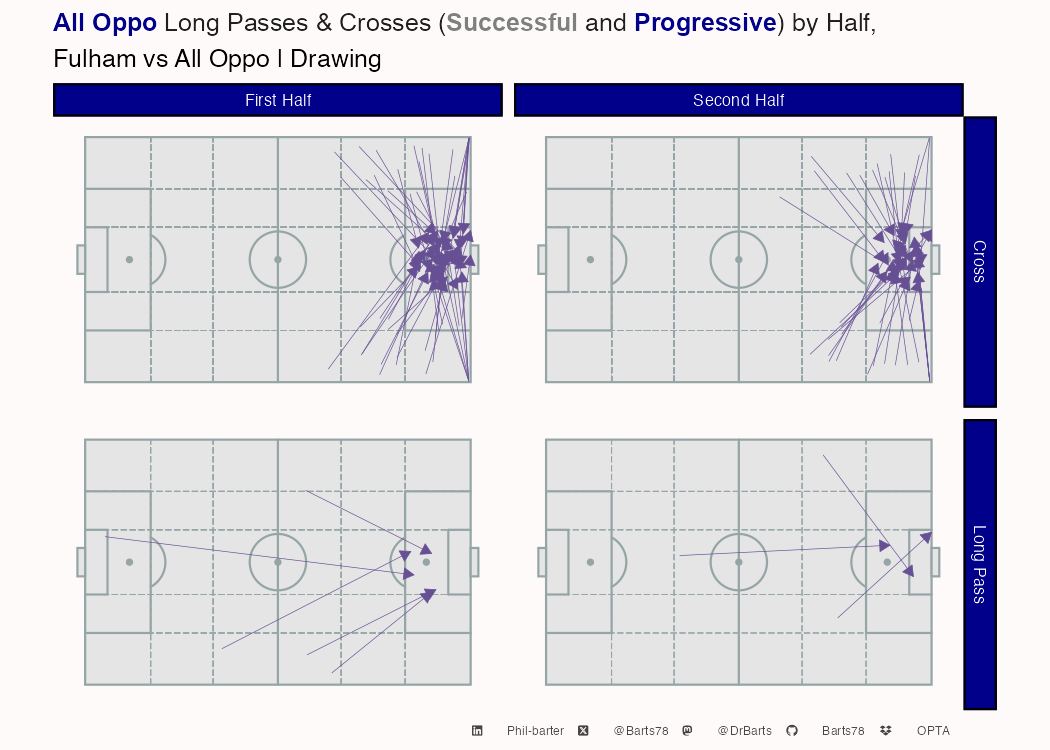 All Oppo Long Passes & Crosses (Successful and Progressive) by Half,
Fulham vs All Oppo | Drawing
First Half
Second Half
Cross
Long Pass
Phil-barter @Barts78 @DrBarts Barts78 OPTA